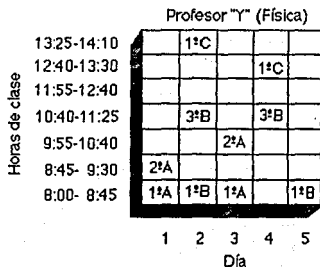 Profesor "Y" (Física)
13:25-14:10 1ºC
12:40-13:30 1ºC
11:55-12:40
10:40-11:25 3ºB 3ºB
9:55-10:40 2ºA
8:45- 9:30 2ºA
8:00- 8:45 1ºA 1ºB 1ºA 1ºB
1 2 3 4 5
Día
Horas de clase